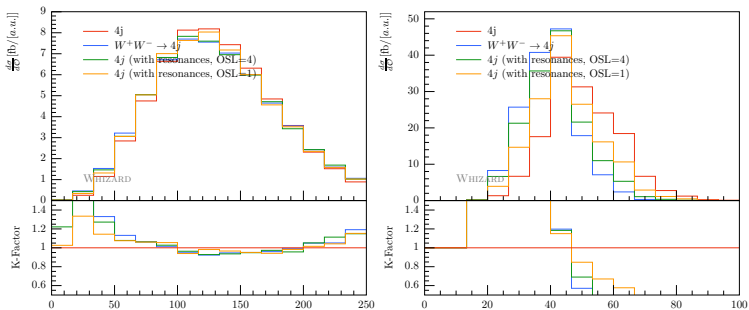 9
8
7
6
5
4
3
2
1
0
dσ/d𝒪 [fb/[a.u.]]
4j
W⁺W⁻ → 4j
4j (with resonances, OSL=4)
4j (with resonances, OSL=1)
WHIZARD
1.4
1.2
1
0.8
0.6
K-Factor
0 50 100 150 200 250
50
40
30
20
10
0
dσ/d𝒪 [fb/[a.u.]]
4j
W⁺W⁻ → 4j
4j (with resonances, OSL=4)
4j (with resonances, OSL=1)
WHIZARD
1.4
1.2
1
0.8
0.6
K-Factor
0 20 40 60 80 100